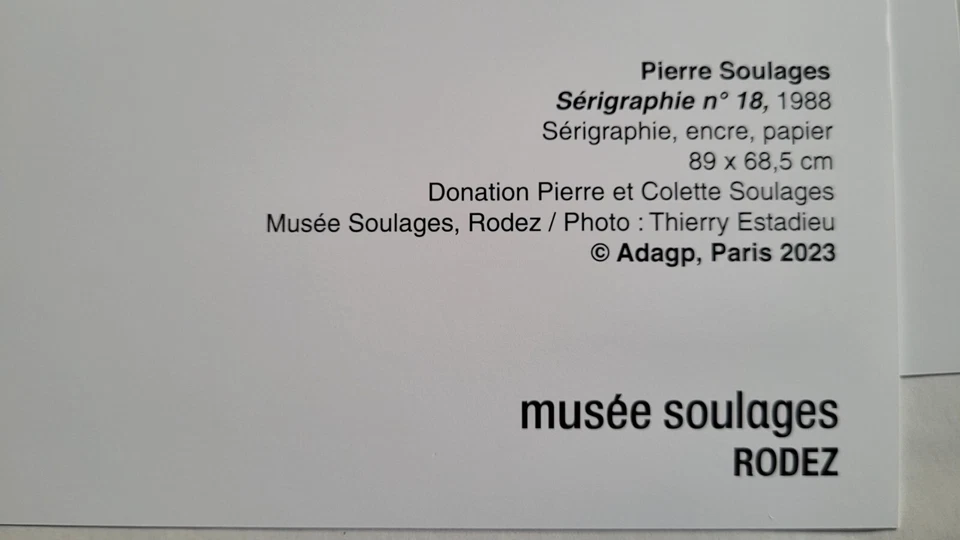 Pierre Soulages
Sérigraphie n° 18, 1988
Sérigraphie, encre, papier
89 x 68,5 cm
Donation Pierre et Colette Soulages
Musée Soulages, Rodez / Photo : Thierry Estadieu
© Adagp, Paris 2023
musée soulages
RODEZ